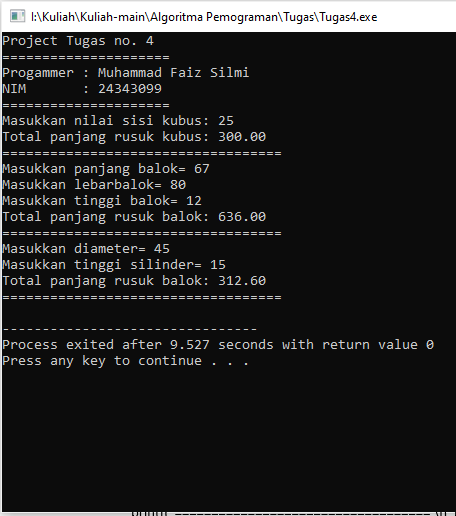 I:\Kuliah\Kuliah-main\Algoritma Pemograman\Tugas\Tugas4.exe
Project Tugas no. 4
=====================
Progammer : Muhammad Faiz Silmi
NIM       : 24343099
=====================
Masukkan nilai sisi kubus: 25
Total panjang rusuk kubus: 300.00
===================================
Masukkan panjang balok= 67
Masukkan lebarbalok= 80
Masukkan tinggi balok= 12
Total panjang rusuk balok: 636.00
===================================
Masukkan diameter= 45
Masukkan tinggi silinder= 15
Total panjang rusuk balok: 312.60
===================================
--------------------------------
Process exited after 9.527 seconds with return value 0
Press any key to continue . . .